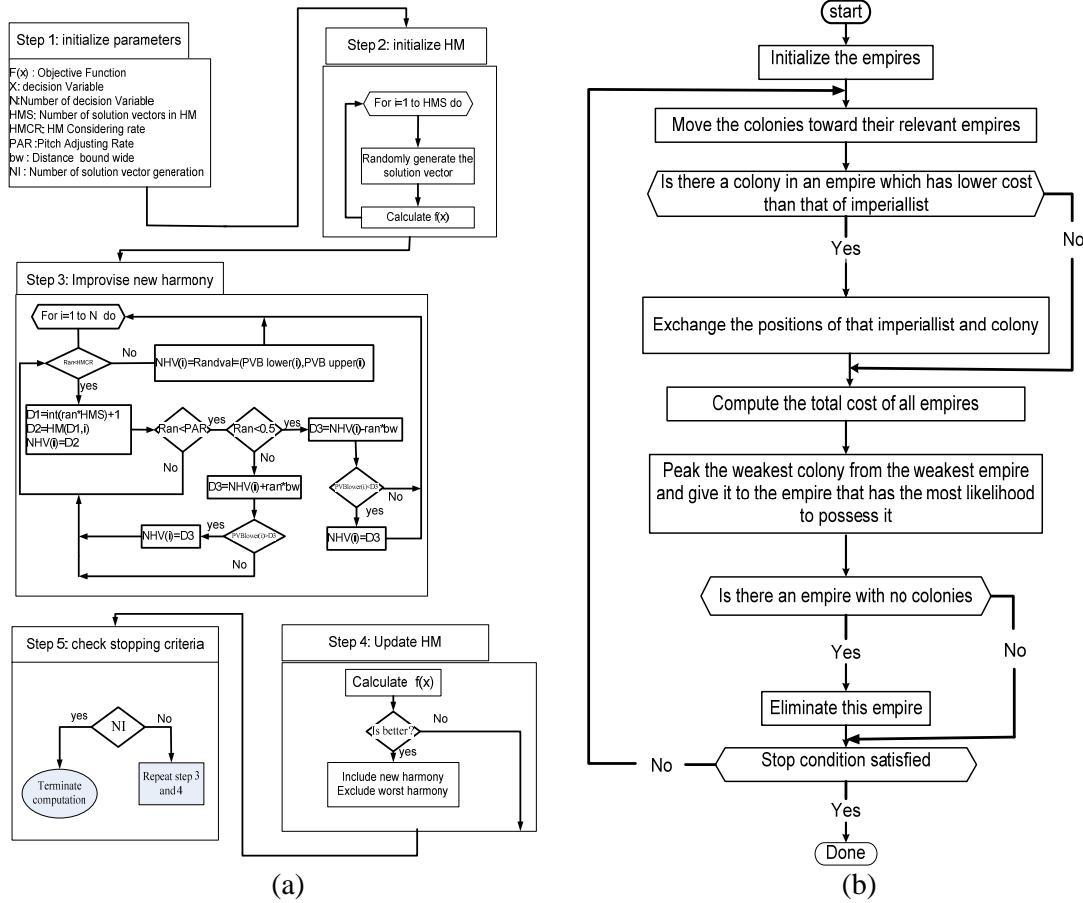 Step 1: initialize parameters
F(x) : Objective Function
X: decision Variable
N:Number of decision Variable
HMS: Number of solution vectors in HM
HMCR: HM Considering rate
PAR :Pitch Adjusting Rate
bw : Distance bound wide
NI : Number of solution vector generation
Step 2: initialize HM
For i=1 to HMS do
Randomly generate the
solution vector
Calculate f(x)
Step 3: Improvise new harmony
For i=1 to N do
Ran<HMCR
No
yes
NHV(i)=Randval=(PVB lower(i),PVB upper(i)
D1=int(ran*HMS)+1
D2=HM(D1,i)
NHV(i)=D2
Ran<PAR
yes
No
Ran<0.5
yes
No
D3=NHV(i)-ran*bw
D3=NHV(i)+ran*bw
PVBlower(i)<D3
No
yes
NHV(i)=D3
PVBlower(i)>D3
yes
No
NHV(i)=D3
Step 4: Update HM
Calculate f(x)
Is better?
No
yes
Include new harmony
Exclude worst harmony
Step 5: check stopping criteria
NI
yes
No
Terminate
computation
Repeat step 3
and 4
(a)
start
Initialize the empires
Move the colonies toward their relevant empires
Is there a colony in an empire which has lower cost
than that of imperiallist
No
Yes
Exchange the positions of that imperiallist and colony
Compute the total cost of all empires
Peak the weakest colony from the weakest empire
and give it to the empire that has the most likelihood
to possess it
Is there an empire with no colonies
No
Yes
Eliminate this empire
Stop condition satisfied
No
Yes
Done
(b)